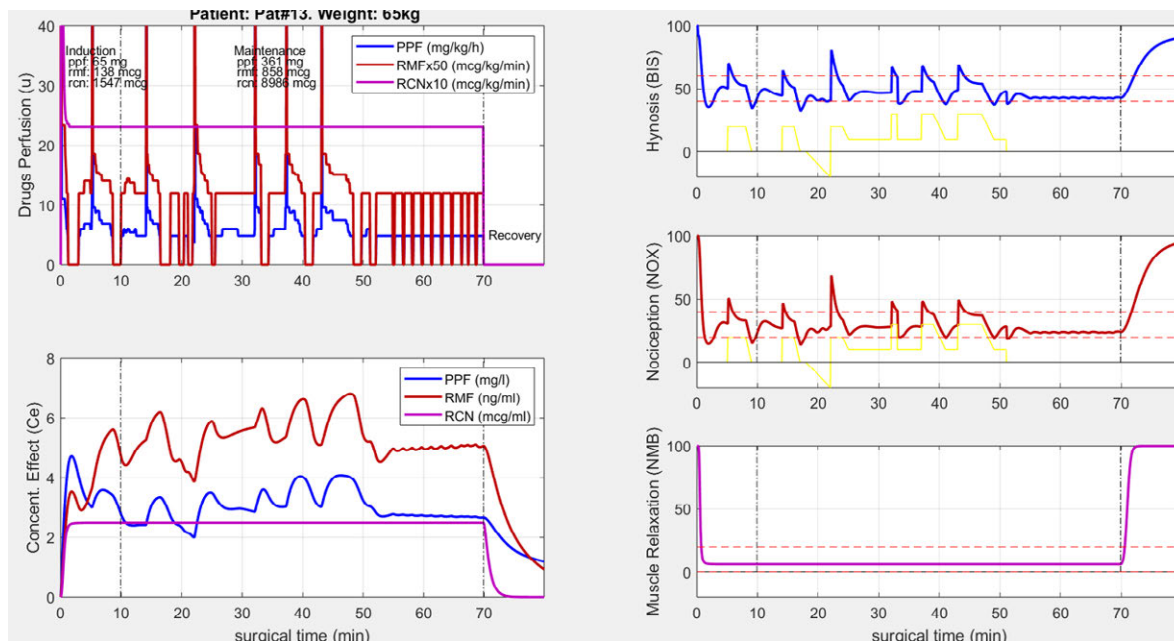 Patient: Pat#13. Weight: 65kg
40
30
20
10
0
Drugs Perfusion (u)
Induction
ppf: 65 mg
rmf: 138 mcg
rcn: 1547 mcg
Maintenance
ppf: 361 mg
rmf: 858 mcg
rcn: 8986 mcg
PPF (mg/kg/h)
RMFx50 (mcg/kg/min)
RCNx10 (mcg/kg/min)
Recovery
0 10 20 30 40 50 60 70
8
6
4
2
0
Concent. Effect (Ce)
PPF (mg/l)
RMF (ng/ml)
RCN (mcg/ml)
0 10 20 30 40 50 60 70
surgical time (min)
100
50
0
Hynosis (BIS)
0 10 20 30 40 50 60 70
100
50
0
Nociception (NOX)
0 10 20 30 40 50 60 70
100
50
0
Muscle Relaxation (NMB)
0 10 20 30 40 50 60 70
surgical time (min)